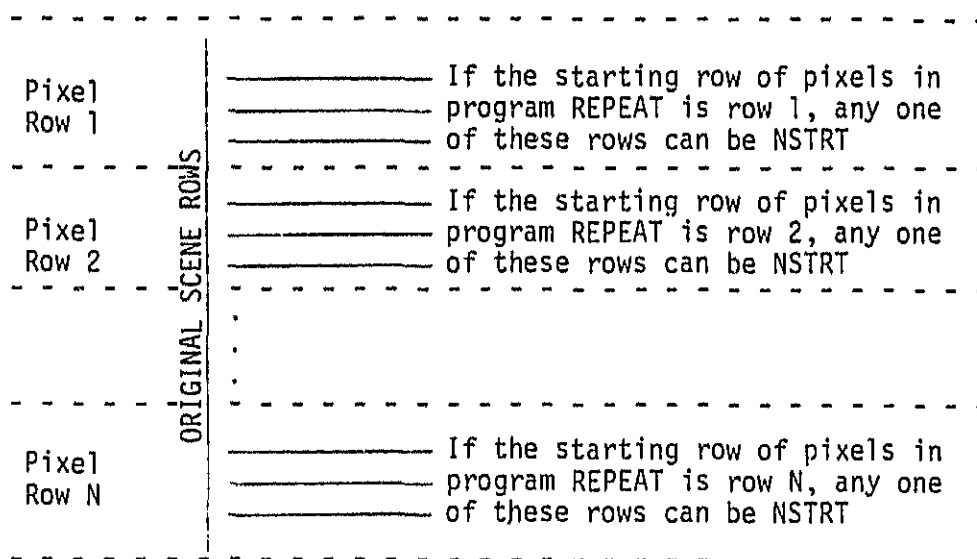 Pixel
Row 1
If the starting row of pixels in
program REPEAT is row 1, any one
of these rows can be NSTRT
ORIGINAL SCENE ROWS
Pixel
Row 2
If the starting row of pixels in
program REPEAT is row 2, any one
of these rows can be NSTRT
.
.
.
Pixel
Row N
If the starting row of pixels in
program REPEAT is row N, any one
of these rows can be NSTRT